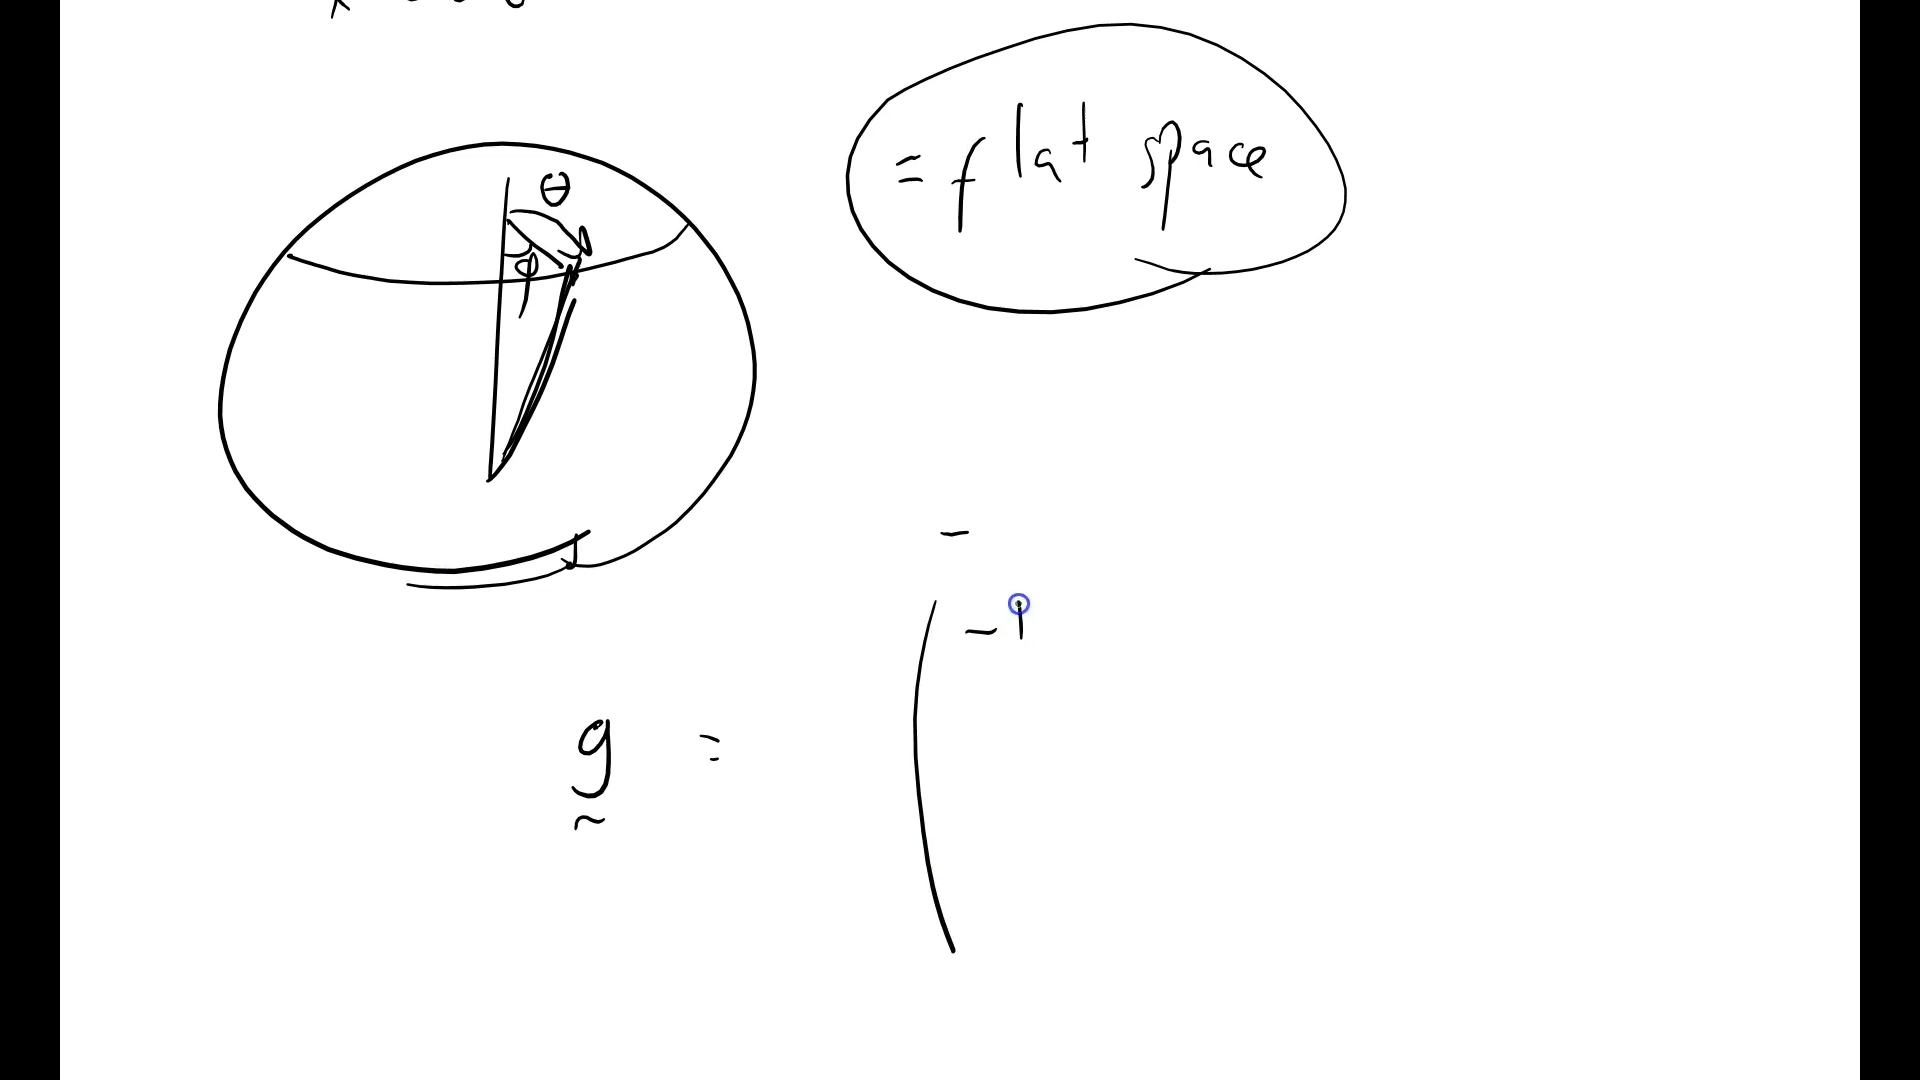 θ
= flat space
φ
-
-1
g =
~